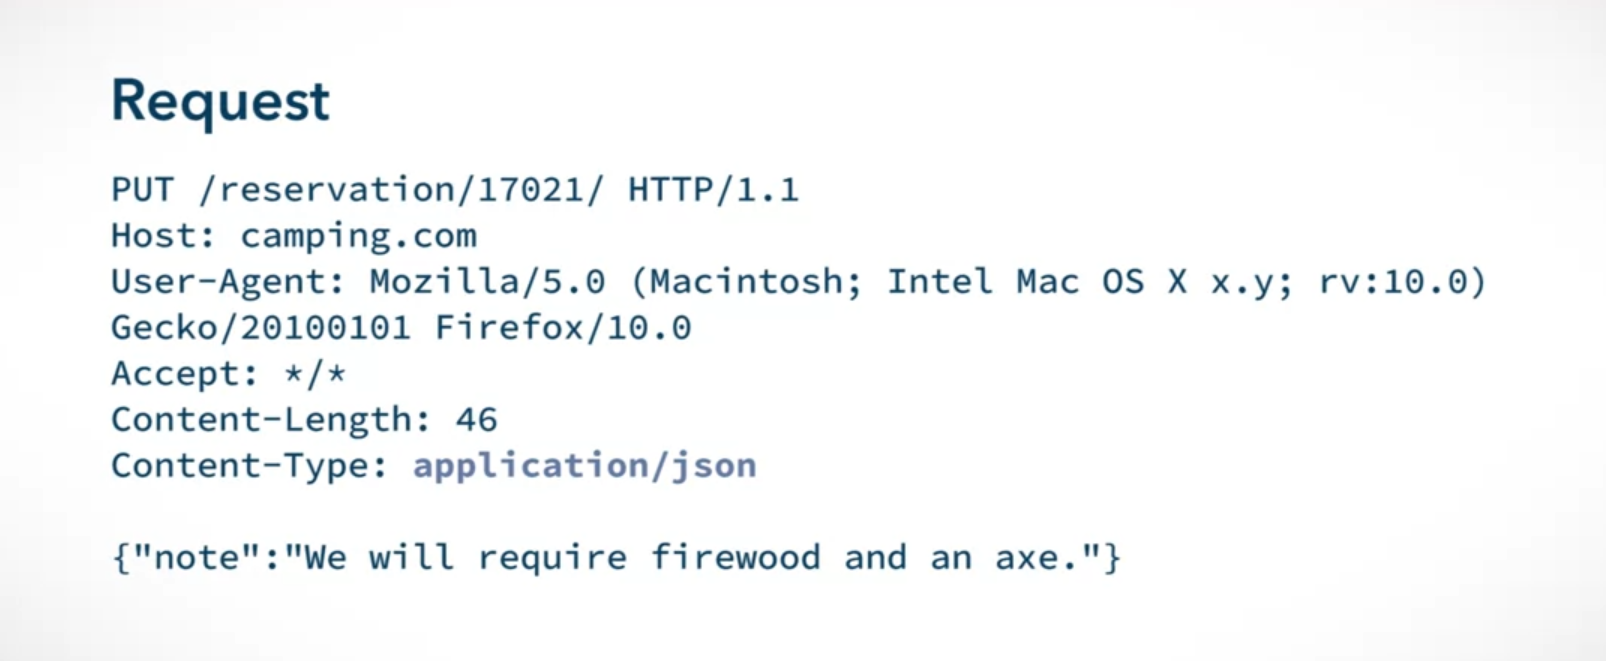 Request
PUT /reservation/17021/ HTTP/1.1
Host: camping.com
User-Agent: Mozilla/5.0 (Macintosh; Intel Mac OS X x.y; rv:10.0)
Gecko/20100101 Firefox/10.0
Accept: */*
Content-Length: 46
Content-Type: application/json
{"note":"We will require firewood and an axe."}